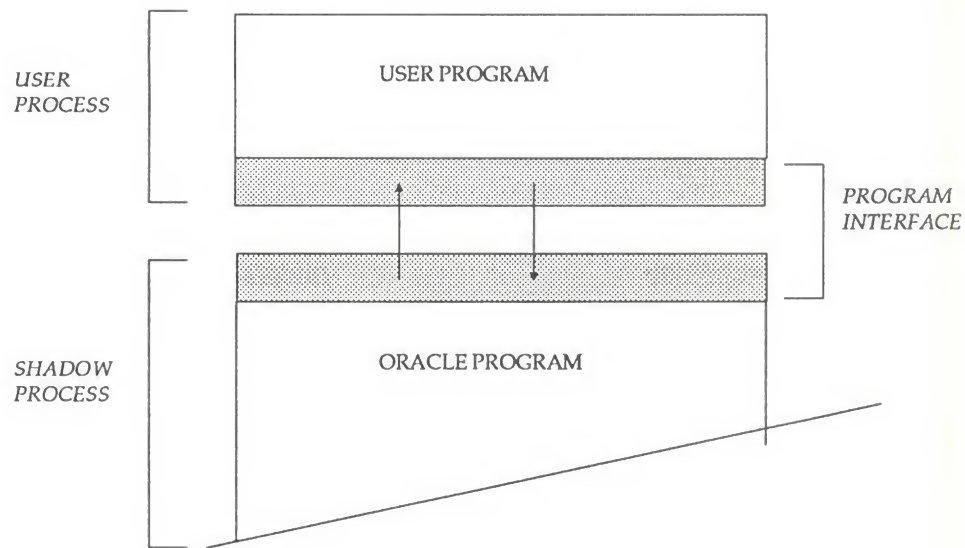 USER PROGRAM
USER
PROCESS
PROGRAM
INTERFACE
ORACLE PROGRAM
SHADOW
PROCESS